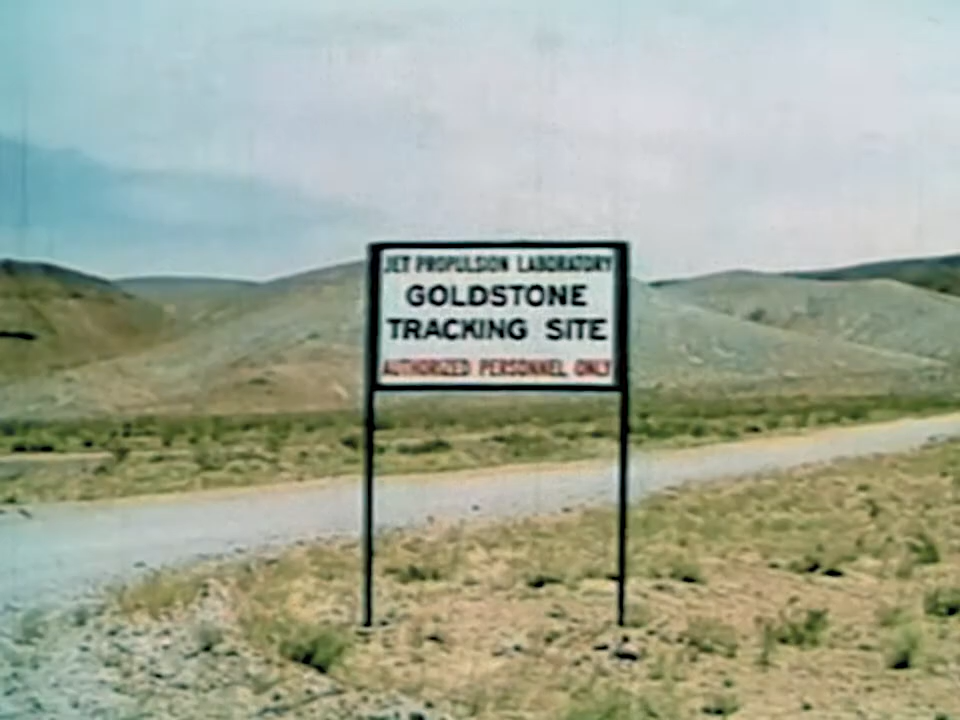 JET PROPULSION LABORATORY
GOLDSTONE
TRACKING SITE
AUTHORIZED PERSONNEL ONLY